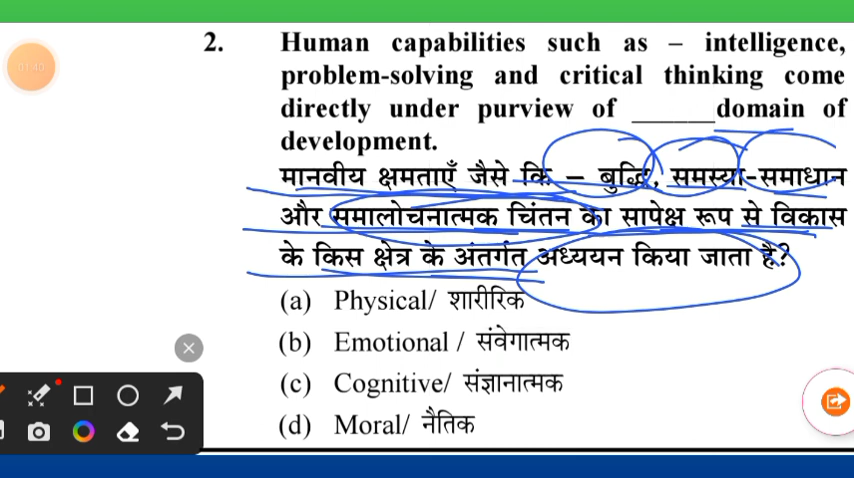 01:40
2. Human capabilities such as – intelligence,
problem-solving and critical thinking come
directly under purview of ______domain of
development.
मानवीय क्षमताएँ जैसे कि – बुद्धि, समस्या-समाधान
और समालोचनात्मक चिंतन का सापेक्ष रूप से विकास
के किस क्षेत्र के अंतर्गत अध्ययन किया जाता है?
(a) Physical/ शारीरिक
(b) Emotional / संवेगात्मक
(c) Cognitive/ संज्ञानात्मक
(d) Moral/ नैतिक